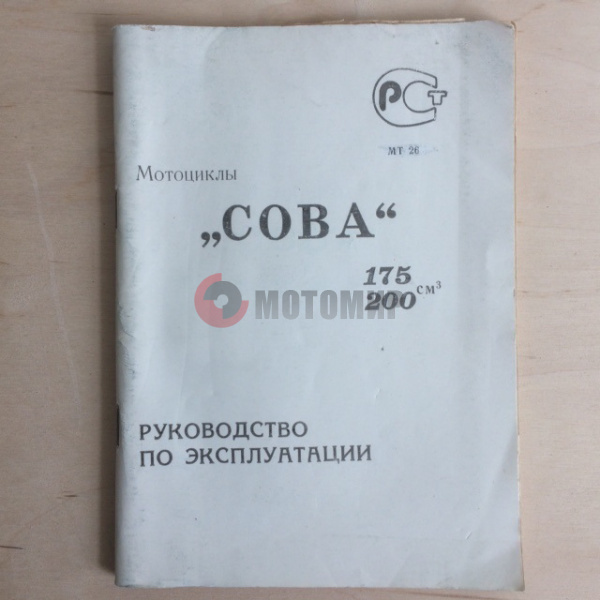 РСТ
МТ 26
Мотоциклы
„СОВА“
175
200 см³
МОТОМИР
РУКОВОДСТВО
ПО ЭКСПЛУАТАЦИИ